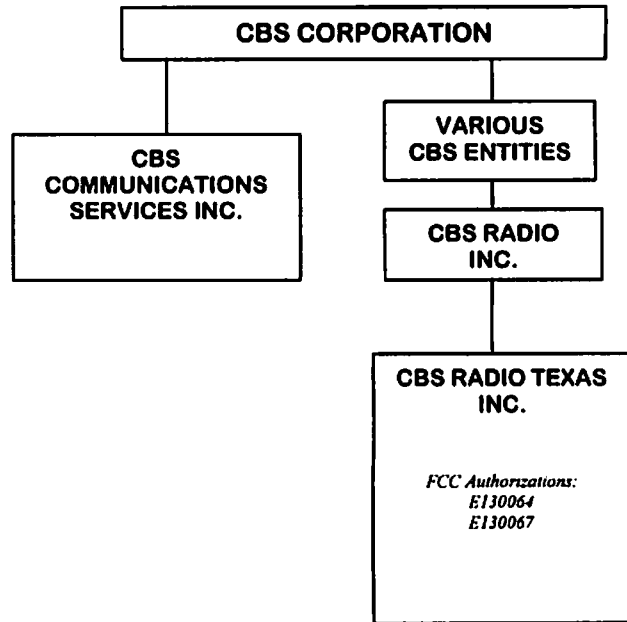 CBS CORPORATION
CBS
COMMUNICATIONS
SERVICES INC.
VARIOUS
CBS ENTITIES
CBS RADIO
INC.
CBS RADIO TEXAS
INC.
FCC Authorizations:
E130064
E130067